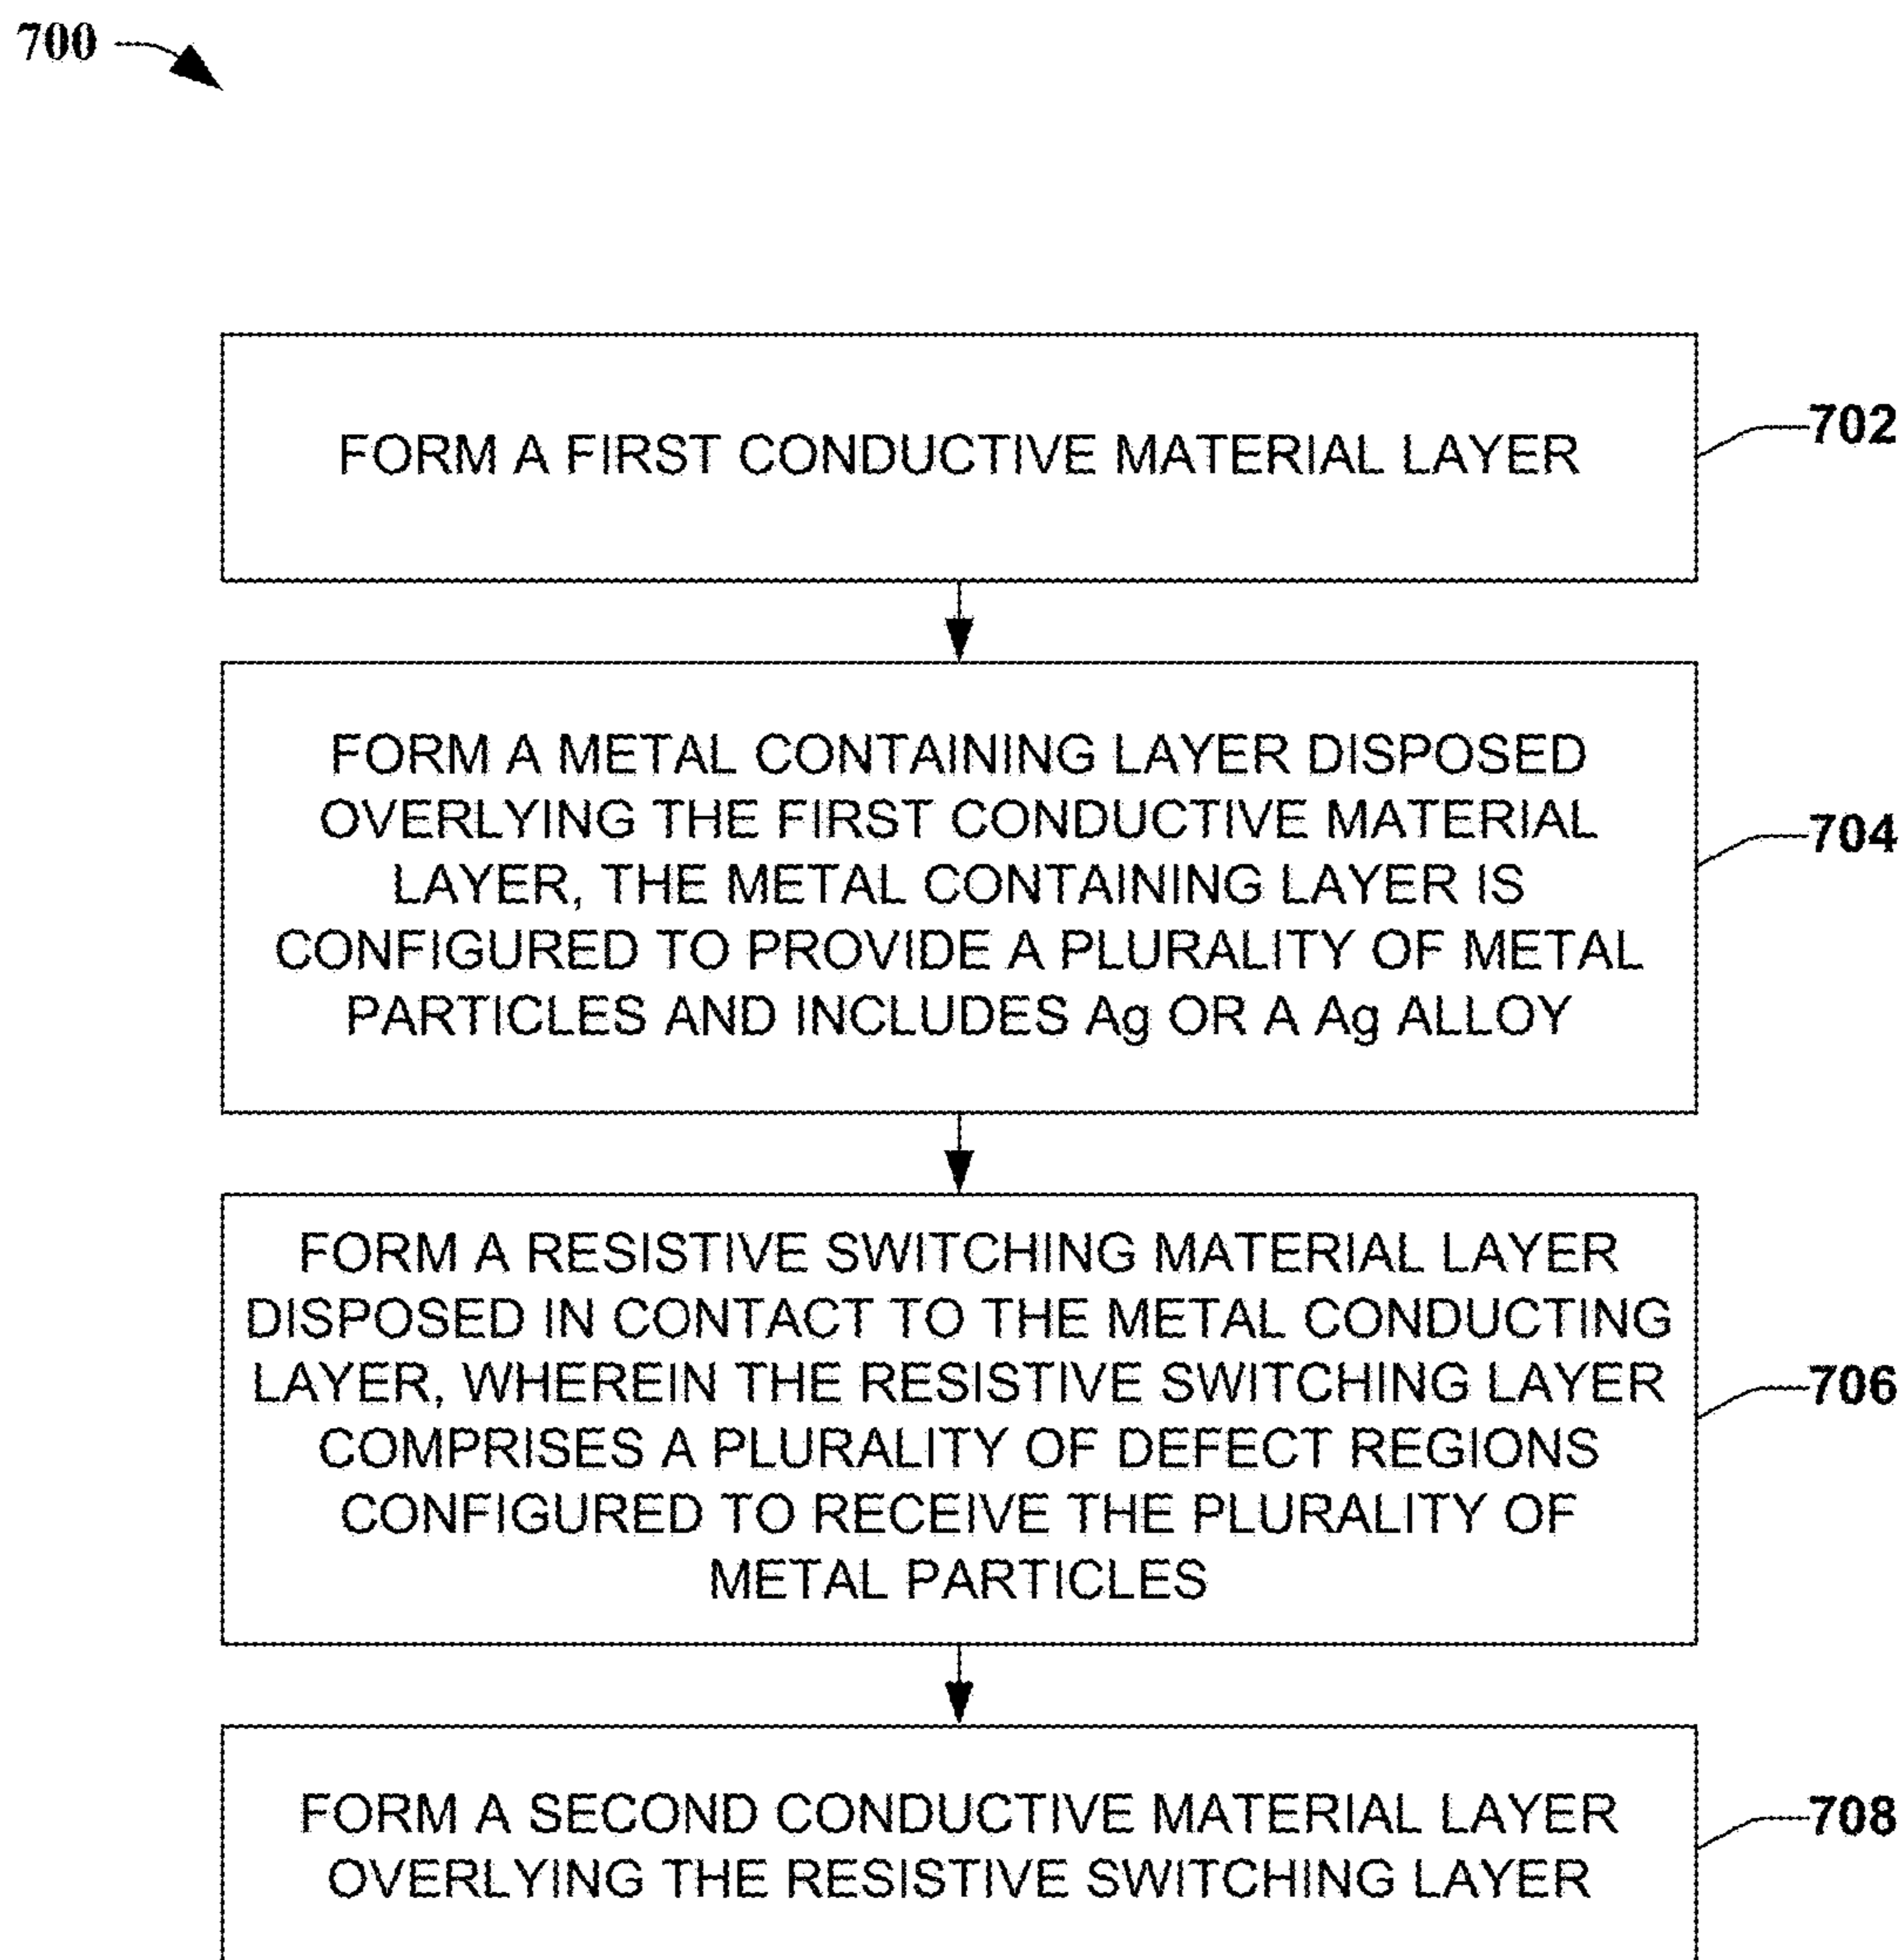 700
FORM A FIRST CONDUCTIVE MATERIAL LAYER
702
FORM A METAL CONTAINING LAYER DISPOSED
OVERLYING THE FIRST CONDUCTIVE MATERIAL
LAYER, THE METAL CONTAINING LAYER IS
CONFIGURED TO PROVIDE A PLURALITY OF METAL
PARTICLES AND INCLUDES Ag OR A Ag ALLOY
704
FORM A RESISTIVE SWITCHING MATERIAL LAYER
DISPOSED IN CONTACT TO THE METAL CONDUCTING
LAYER, WHEREIN THE RESISTIVE SWITCHING LAYER
COMPRISES A PLURALITY OF DEFECT REGIONS
CONFIGURED TO RECEIVE THE PLURALITY OF
METAL PARTICLES
706
FORM A SECOND CONDUCTIVE MATERIAL LAYER
OVERLYING THE RESISTIVE SWITCHING LAYER
708